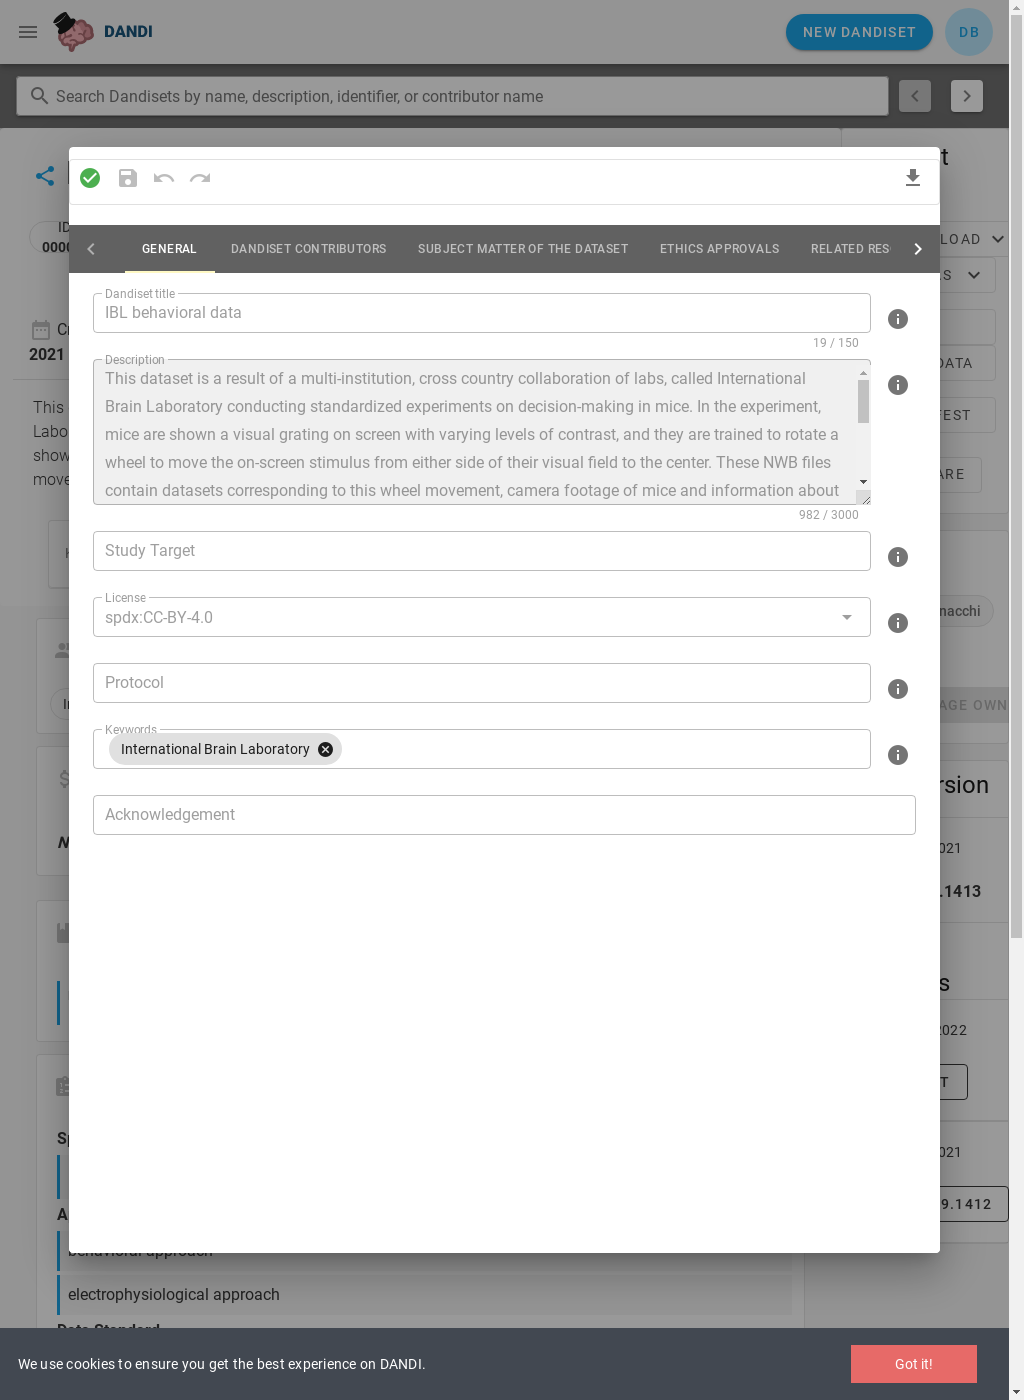 DANDI
NEW DANDISET
DB
Search Dandisets by name, description, identifier, or contributor name
GENERAL
DANDISET CONTRIBUTORS
SUBJECT MATTER OF THE DATASET
ETHICS APPROVALS
RELATED RES
Dandiset title
IBL behavioral data
19 / 150
Description
This dataset is a result of a multi-institution, cross country collaboration of labs, called International
Brain Laboratory conducting standardized experiments on decision-making in mice. In the experiment,
mice are shown a visual grating on screen with varying levels of contrast, and they are trained to rotate a
wheel to move the on-screen stimulus from either side of their visual field to the center. These NWB files
contain datasets corresponding to this wheel movement, camera footage of mice and information about
982 / 3000
Study Target
License
spdx:CC-BY-4.0
Protocol
Keywords
International Brain Laboratory
Acknowledgement
ID
0000
2021
This
Labo
show
move
LOAD
DATA
FEST
ARE
nacchi
AGE OWN
rsion
021
.1413
s
2022
T
021
9.1412
behavioral approach
electrophysiological approach
Data Standard
We use cookies to ensure you get the best experience on DANDI.
Got it!